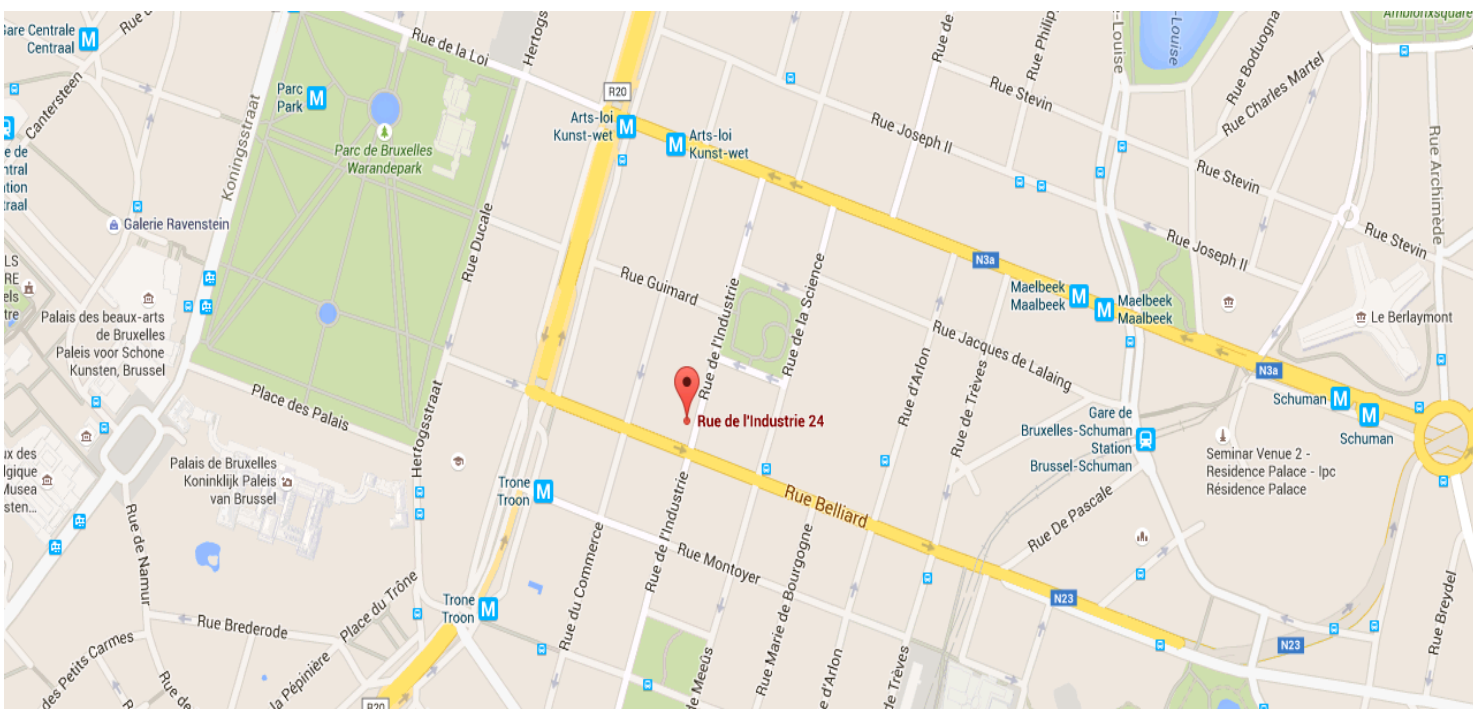 Gare Centrale
Centraal
Cantersteen
Rue de la Loi
Hertogs
R20
Parc
Park
Parc de Bruxelles
Warandepark
Koningsstraat
Galerie Ravenstein
Rue Ducale
Arts-loi
Kunst-wet
Arts-loi
Kunst-wet
Rue Joseph II
Rue Stevin
Rue Philip
-Louise
Louise
Rue Boduogna
Rue Charles Martel
Ambiorixsquare
Rue Archimède
Rue Stevin
Rue Stevin
Rue Joseph II
Rue de
N3a
Maelbeek
Maalbeek
Maelbeek
Maalbeek
Le Berlaymont
N3a
Schuman
Schuman
Palais des beaux-arts
de Bruxelles
Paleis voor Schone
Kunsten, Brussel
Rue Guimard
Rue de l'Industrie
Rue de la Science
Rue Jacques de Lalaing
Rue d'Arlon
Rue de Trèves
Gare de
Bruxelles-Schuman
Station
Brussel-Schuman
Seminar Venue 2 -
Residence Palace - Ipc
Résidence Palace
Rue de l'Industrie 24
Place des Palais
Hertogsstraat
Palais de Bruxelles
Koninklijk Paleis
van Brussel
Trone
Troon
Rue Belliard
Rue De Pascale
Rue de l'Industrie
Rue Montoyer
Rue du Commerce
Rue Marie de Bourgogne
Rue de Namur
Place du Trône
Trone
Troon
Rue Brederode
N23
N23
Rue Breydel
des Petits Carmes
Rue de
la Pépinière
R20
de Meeûs
d'Arlon
de Trèves